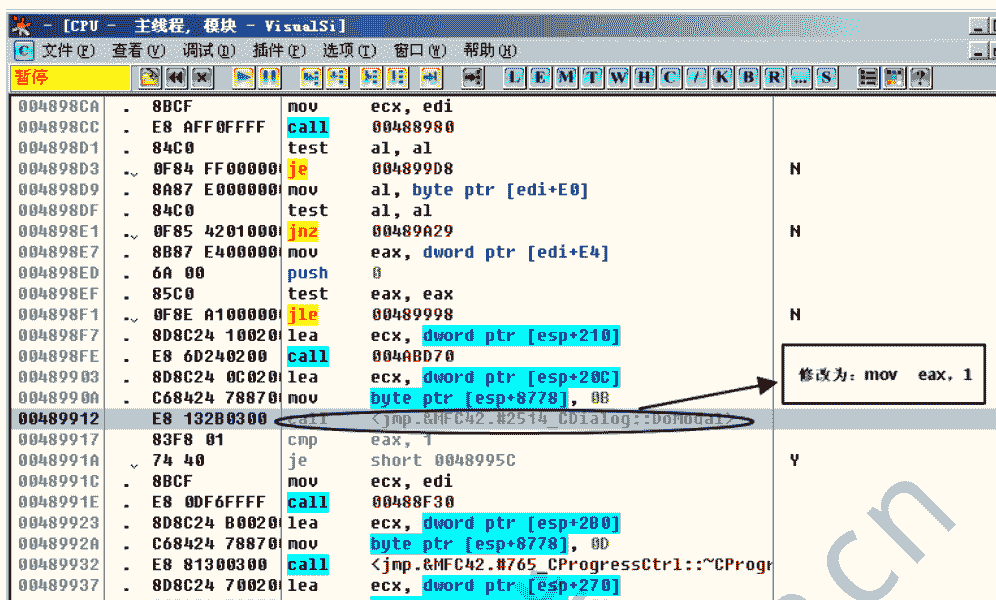 - [CPU - 主线程, 模块 - VisualSi]
C 文件(F) 查看(V) 调试(D) 插件(P) 选项(T) 窗口(W) 帮助(H)
暂停 L E M T W H C / K B R ... S ?
004898CA . 8BCF mov ecx, edi
004898CC . E8 AFF0FFFF call 00488980
004898D1 . 84C0 test al, al
004898D3 . 0F84 FF000000 je 004899D8 N
004898D9 . 8A87 E0000000 mov al, byte ptr [edi+E0]
004898DF . 84C0 test al, al
004898E1 . 0F85 42010000 jnz 00489A29 N
004898E7 . 8B87 E4000000 mov eax, dword ptr [edi+E4]
004898ED . 6A 00 push 0
004898EF . 85C0 test eax, eax
004898F1 . 0F8E A1000000 jle 00489998 N
004898F7 . 8D8C24 10020 lea ecx, dword ptr [esp+210]
004898FE . E8 6D240200 call 004ABD70
00489903 . 8D8C24 0C020 lea ecx, dword ptr [esp+20C]
0048990A . C68424 78870 mov byte ptr [esp+8778], 0B
修改为: mov eax, 1
00489912 E8 132B0300 call <jmp.&MFC42.#2514_CDialog::DoModal>
00489917 83F8 01 cmp eax, 1
0048991A 74 40 je short 0048995C Y
0048991C . 8BCF mov ecx, edi
0048991E . E8 0DF6FFFF call 00488F30
00489923 . 8D8C24 B0020 lea ecx, dword ptr [esp+2B0]
0048992A . C68424 78870 mov byte ptr [esp+8778], 0D
00489932 . E8 81300300 call <jmp.&MFC42.#765_CProgressCtrl::~CProgr
00489937 . 8D8C24 70020 lea ecx, dword ptr [esp+270]